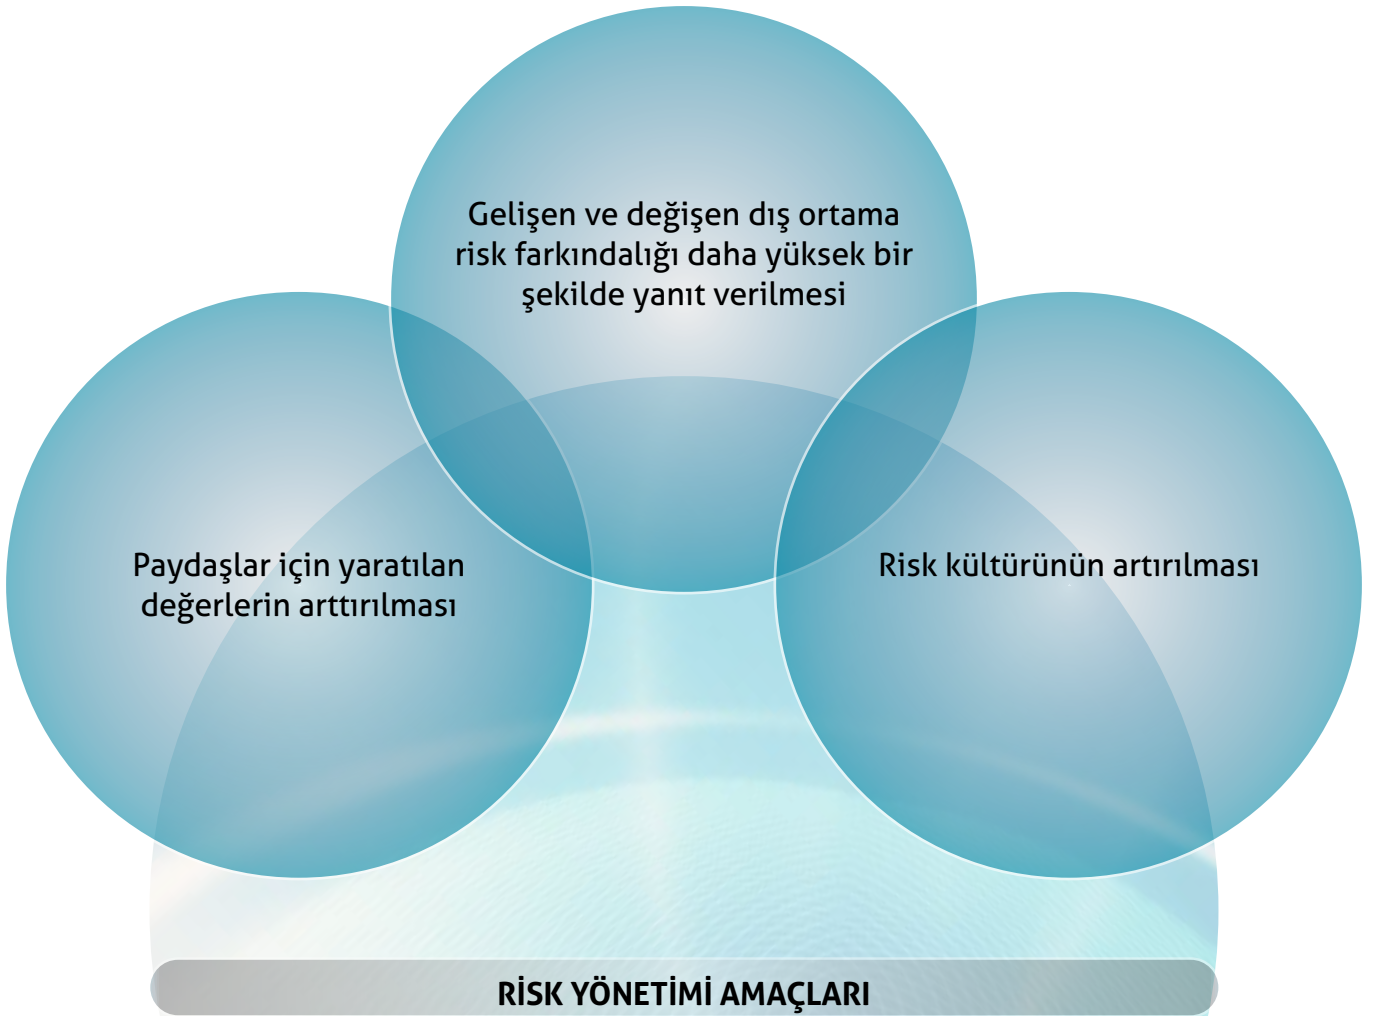 Gelişen ve değişen dış ortama
risk farkındalığı daha yüksek bir
şekilde yanıt verilmesi
Paydaşlar için yaratılan
değerlerin arttırılması
Risk kültürünün artırılması
RİSK YÖNETİMİ AMAÇLARI